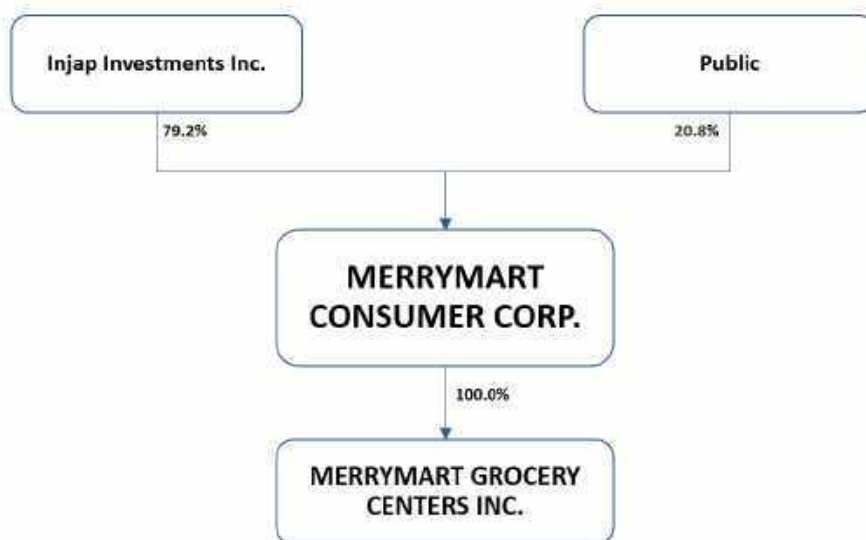 Injap Investments Inc.
Public
79.2%
20.8%
MERRYMART
CONSUMER CORP.
100.0%
MERRYMART GROCERY
CENTERS INC.